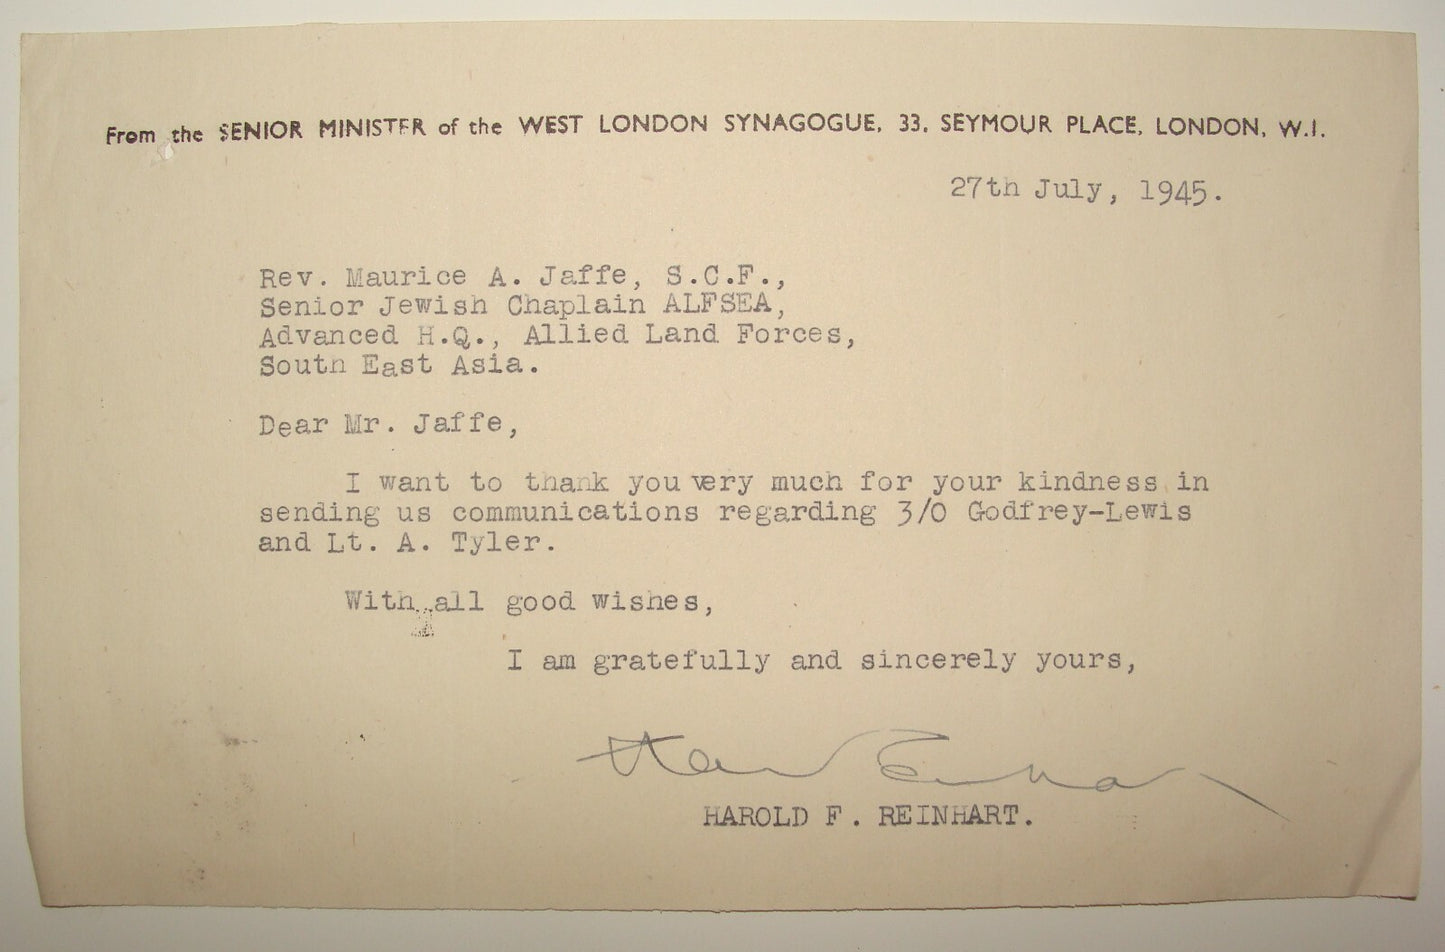 From the SENIOR MINISTER of the WEST LONDON SYNAGOGUE, 33, SEYMOUR PLACE, LONDON, W.1.
27th July, 1945.
Rev. Maurice A. Jaffe, S.C.F.,
Senior Jewish Chaplain ALFSEA,
Advanced H.Q., Allied Land Forces,
South East Asia.
Dear Mr. Jaffe,
I want to thank you very much for your kindness in
sending us communications regarding 3/O Godfrey-Lewis
and Lt. A. Tyler.
With all good wishes,
I am gratefully and sincerely yours,
HAROLD F. REINHART.